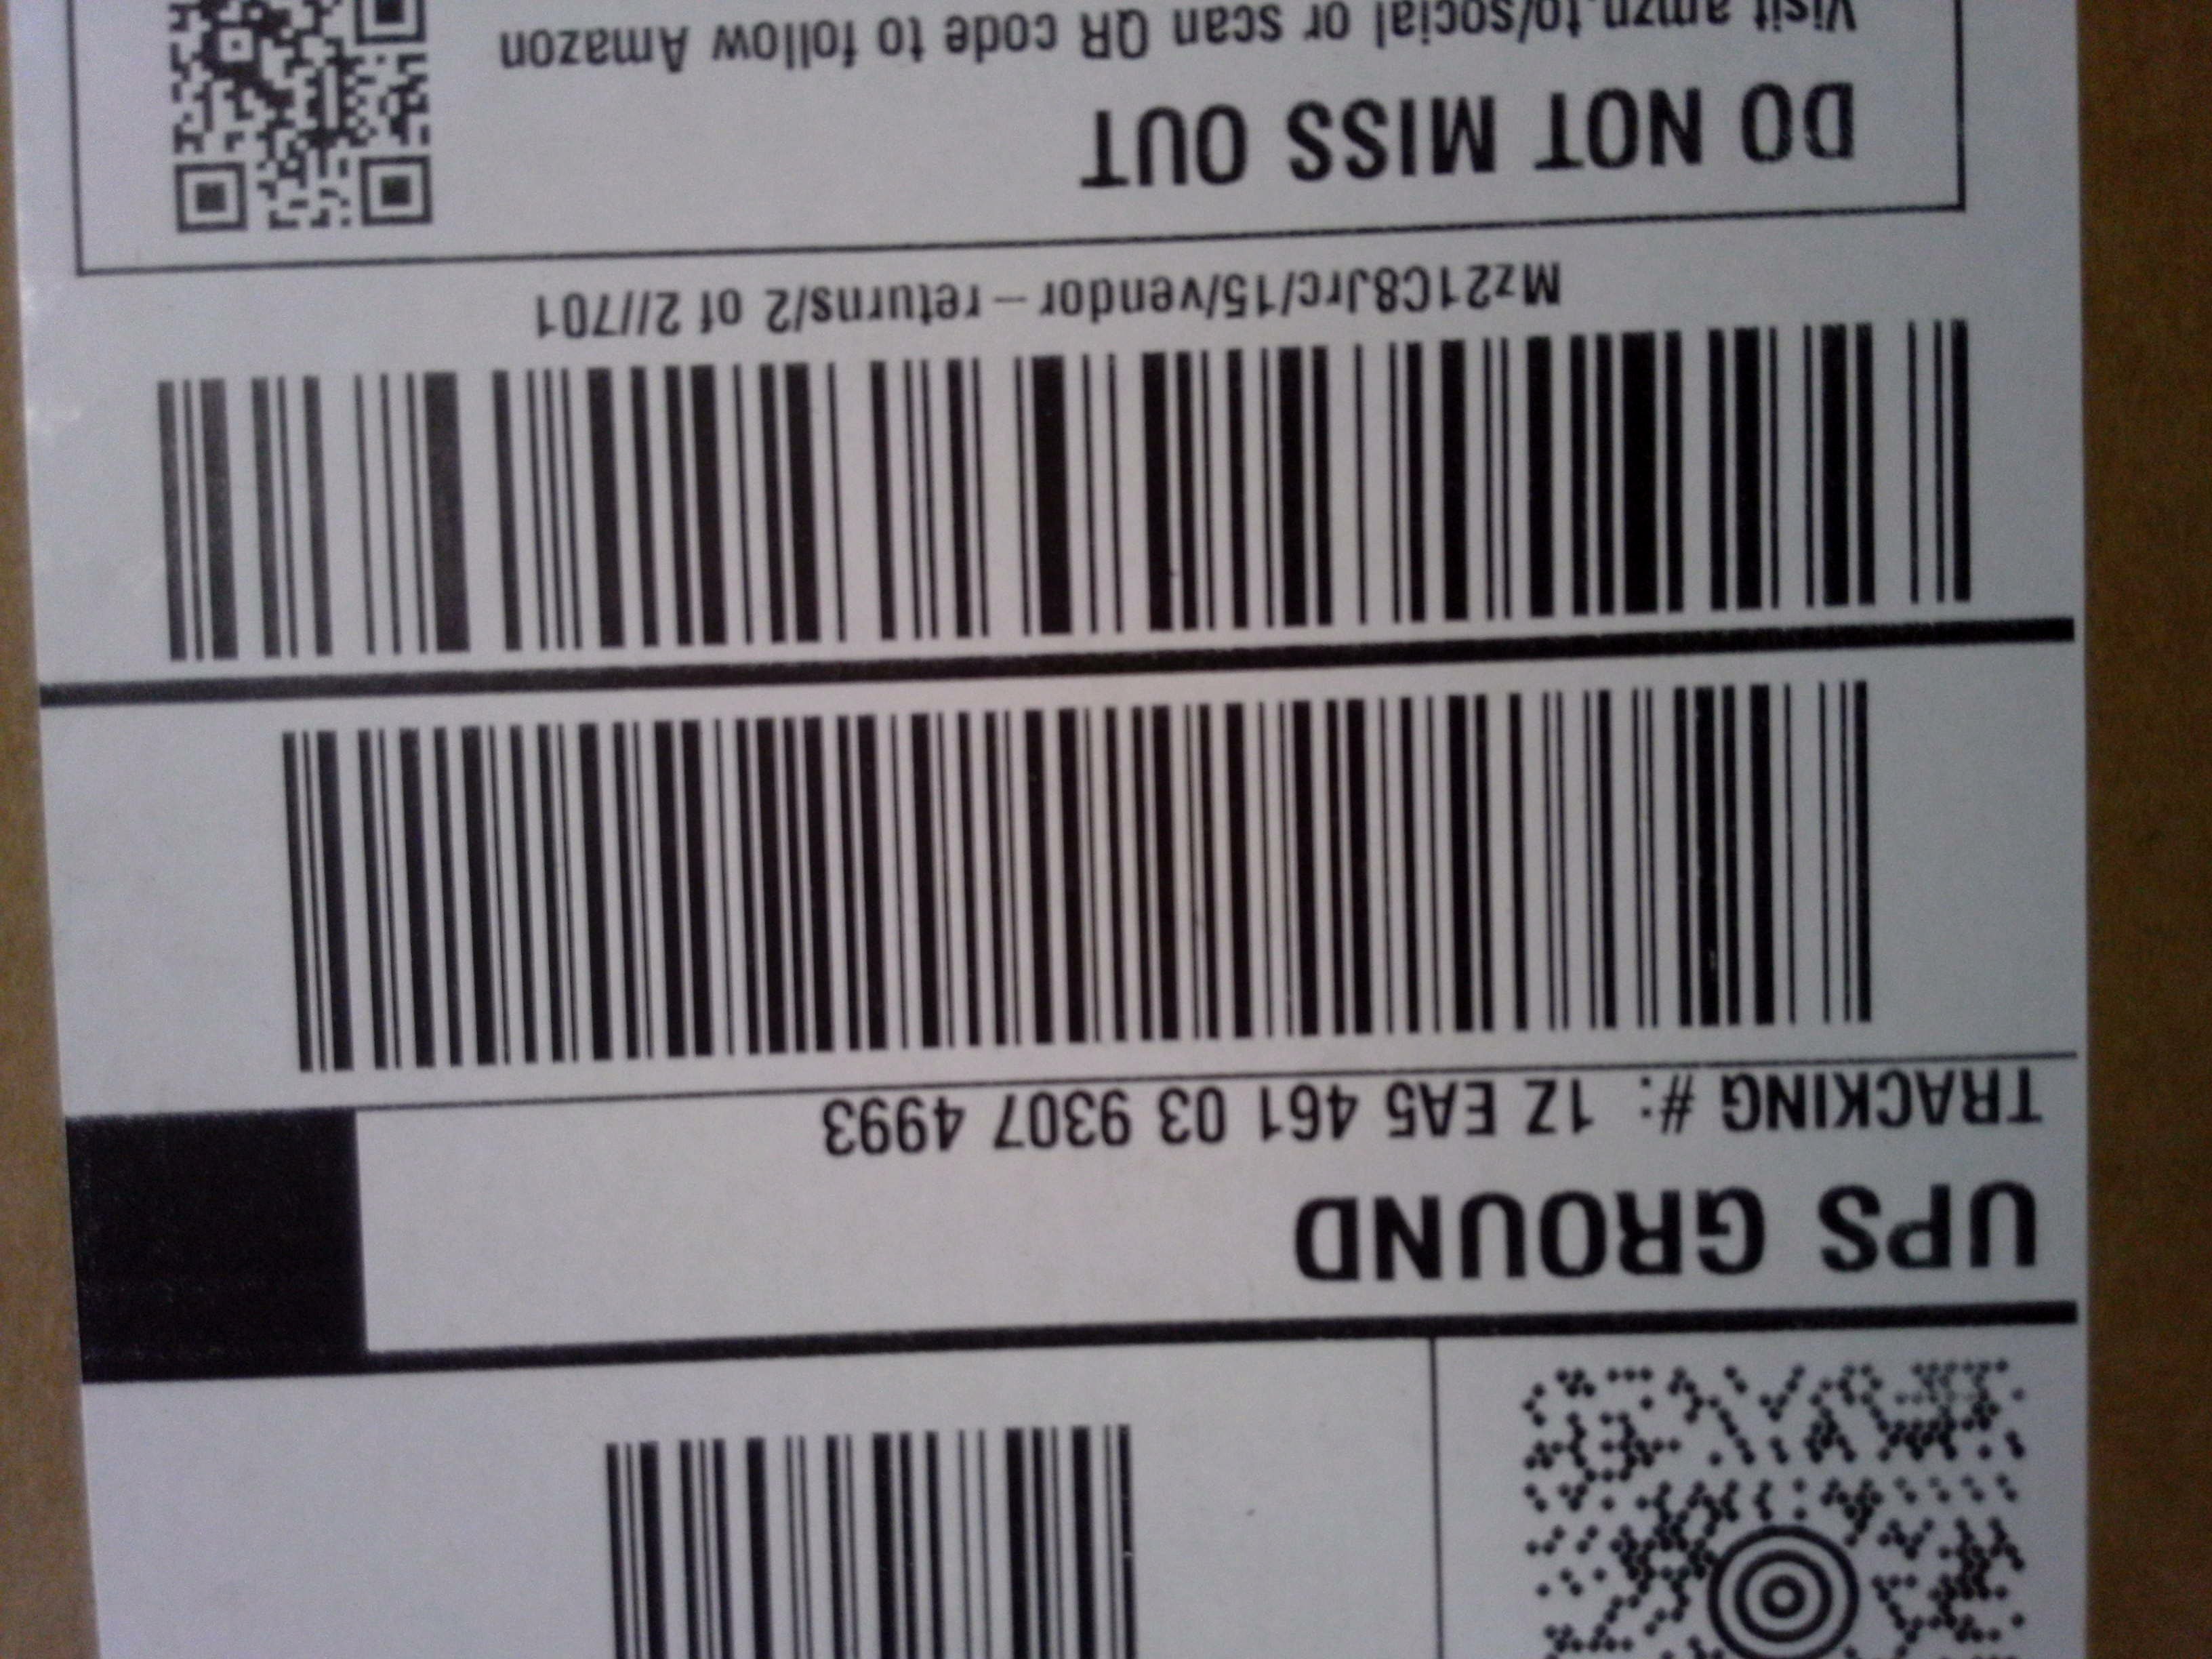 UPS GROUND
TRACKING #: 1Z EA5 461 03 9307 4993
Mz21C8Jrc/15/vendor-returns/2 of 2//701
DO NOT MISS OUT
Visit amzn.to/social or scan QR code to follow Amazon